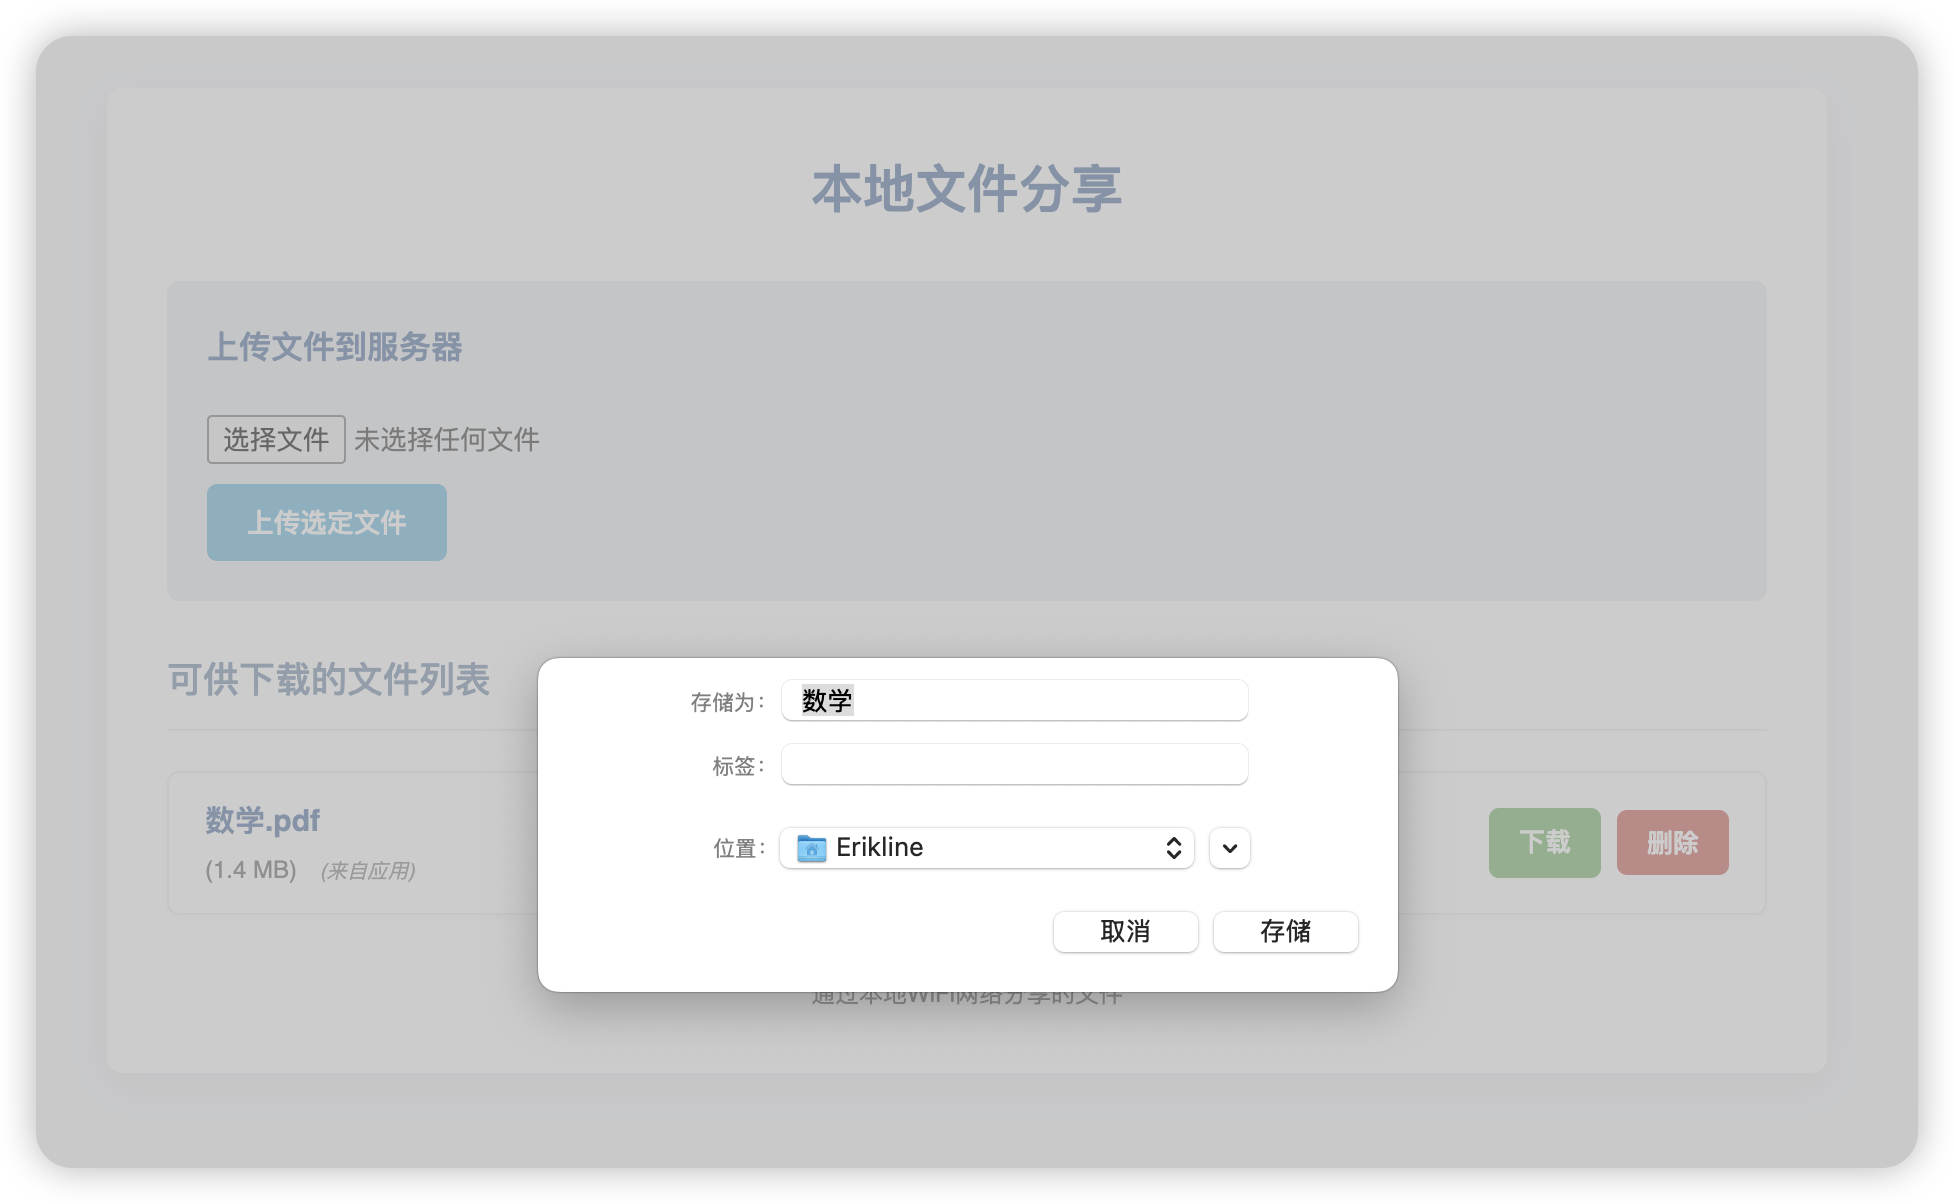 本地文件分享
上传文件到服务器
选择文件 未选择任何文件
上传选定文件
可供下载的文件列表
数学.pdf
(1.4 MB) (来自应用)
下载 删除
存储为：
数学
标签：
位置：
Erikline
取消 存储
通过本地WiFi网络分享的文件